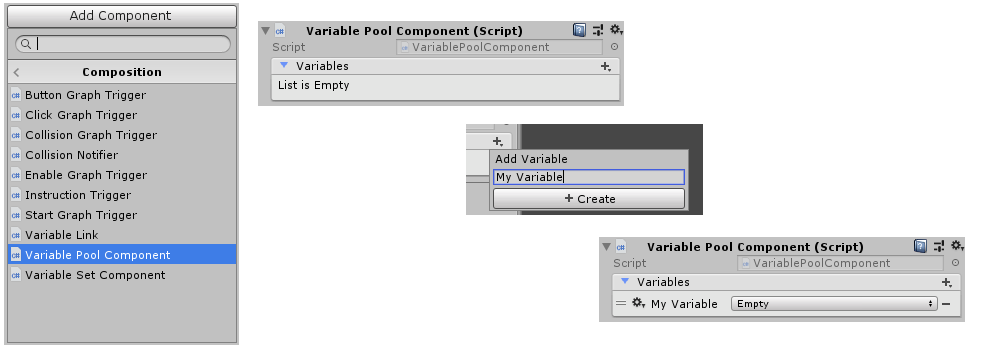 Add Component
Composition
Button Graph Trigger
Click Graph Trigger
Collision Graph Trigger
Collision Notifier
Enable Graph Trigger
Instruction Trigger
Start Graph Trigger
Variable Link
Variable Pool Component
Variable Set Component
Variable Pool Component (Script)
Script VariablePoolComponent
Variables
List is Empty
Add Variable
My Variable
+ Create
Variable Pool Component (Script)
Script VariablePoolComponent
Variables
My Variable Empty